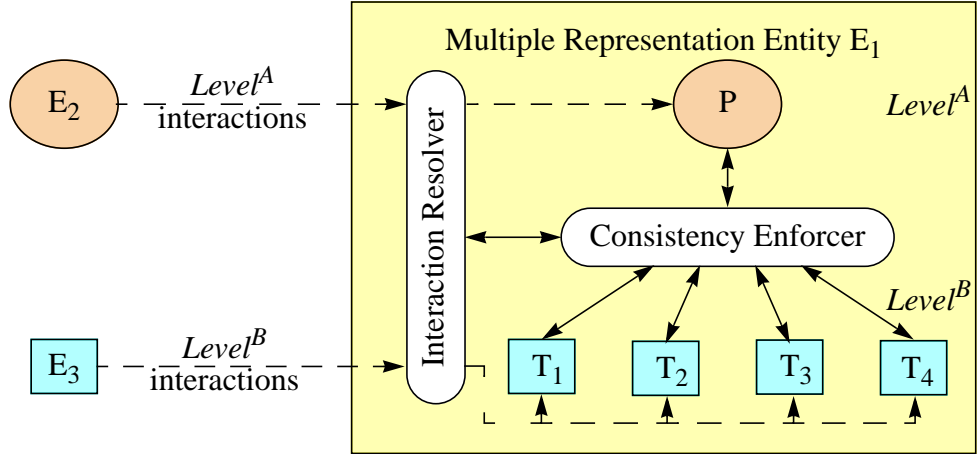 Multiple Representation Entity E₁
E₂
Levelᴬ
interactions
P
Levelᴬ
Interaction Resolver
Consistency Enforcer
Levelᴮ
E₃
Levelᴮ
interactions
T₁
T₂
T₃
T₄